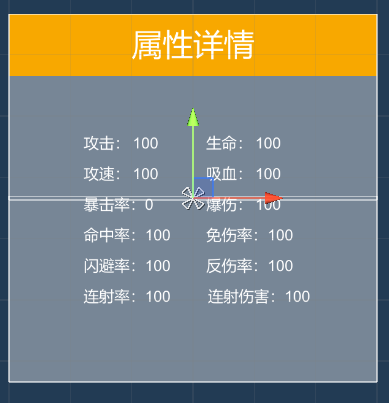 属性详情
攻击： 100 生命： 100
攻速： 100 吸血： 100
暴击率：0 爆伤： 100
命中率：100 免伤率：100
闪避率：100 反伤率：100
连射率：100 连射伤害：100